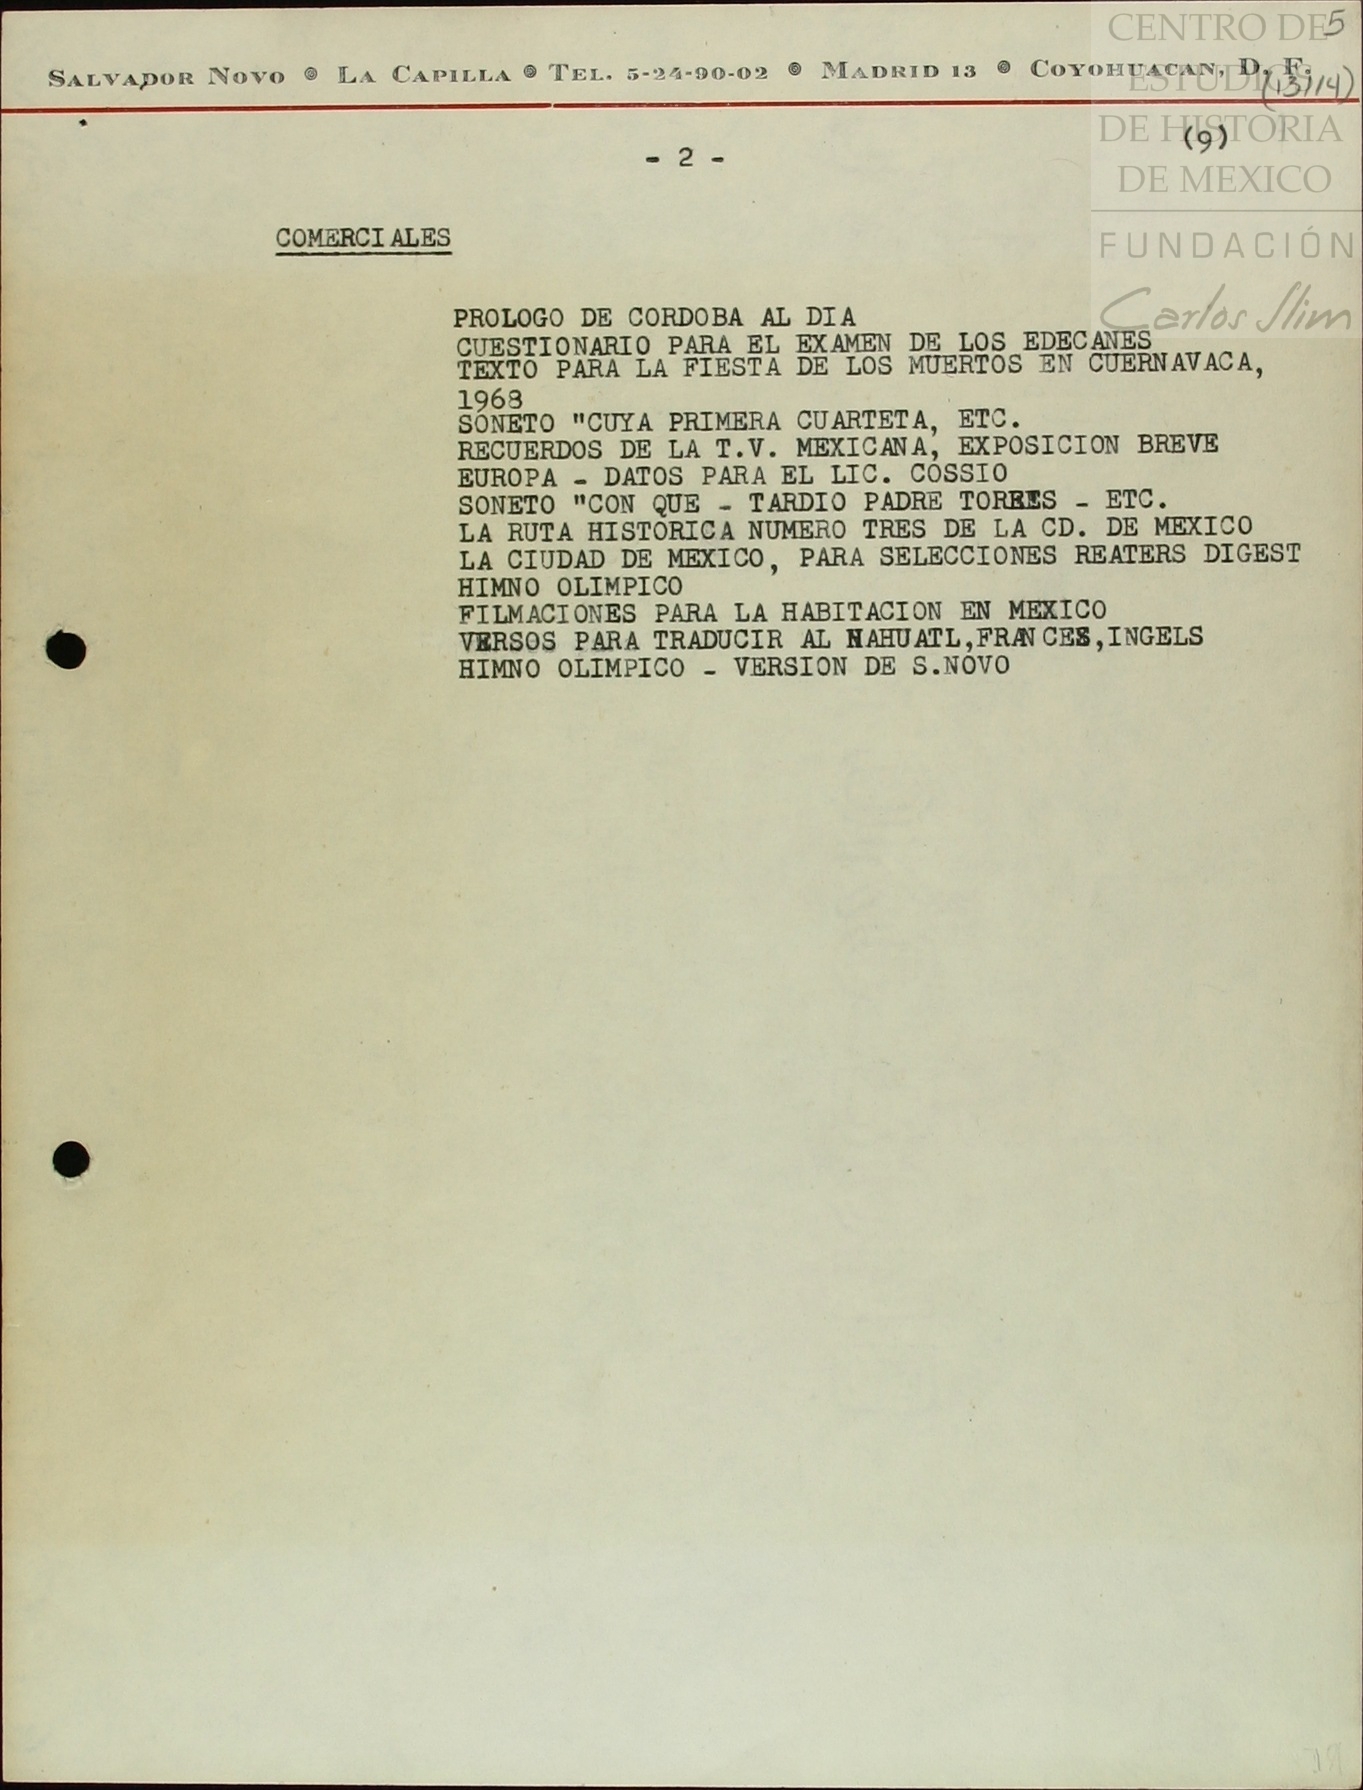 5
SALVADOR NOVO ⊚ LA CAPILLA ⊚ TEL. 5-24-90-02 ⊚ MADRID 13 ⊚ COYOHUACAN, D. F.
(13/14)
(9)
CENTRO DE
ESTUDIOS
DE HISTORIA
DE MEXICO
FUNDACIÓN
Carlos Slim
- 2 -
COMERCIALES
PROLOGO DE CORDOBA AL DIA
CUESTIONARIO PARA EL EXAMEN DE LOS EDECANES
TEXTO PARA LA FIESTA DE LOS MUERTOS EN CUERNAVACA,
1968
SONETO "CUYA PRIMERA CUARTETA, ETC.
RECUERDOS DE LA T.V. MEXICANA, EXPOSICION BREVE
EUROPA - DATOS PARA EL LIC. COSSIO
SONETO "CON QUE - TARDIO PADRE TORRES - ETC.
LA RUTA HISTORICA NUMERO TRES DE LA CD. DE MEXICO
LA CIUDAD DE MEXICO, PARA SELECCIONES REATERS DIGEST
HIMNO OLIMPICO
FILMACIONES PARA LA HABITACION EN MEXICO
VERSOS PARA TRADUCIR AL NAHUATL,FRANCES,INGELS
HIMNO OLIMPICO - VERSION DE S.NOVO